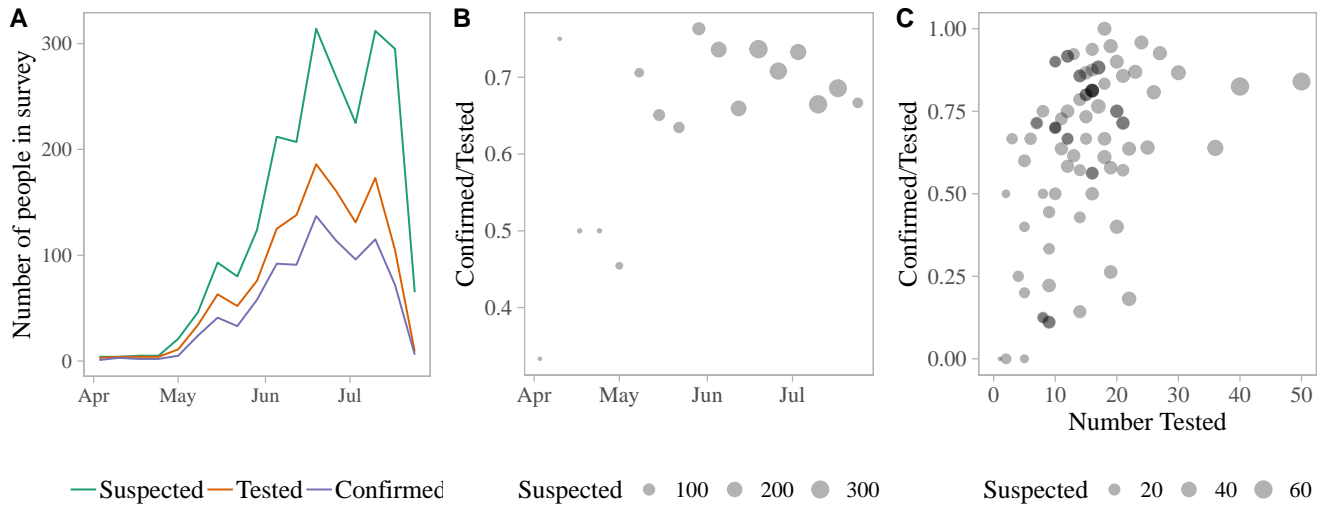 A
Number of people in survey
300
200
100
0
Apr May Jun Jul
Suspected Tested Confirmed
B
Confirmed/Tested
0.7
0.6
0.5
0.4
Apr May Jun Jul
Suspected 100 200 300
C
Confirmed/Tested
1.00
0.75
0.50
0.25
0.00
0 10 20 30 40 50
Number Tested
Suspected 20 40 60